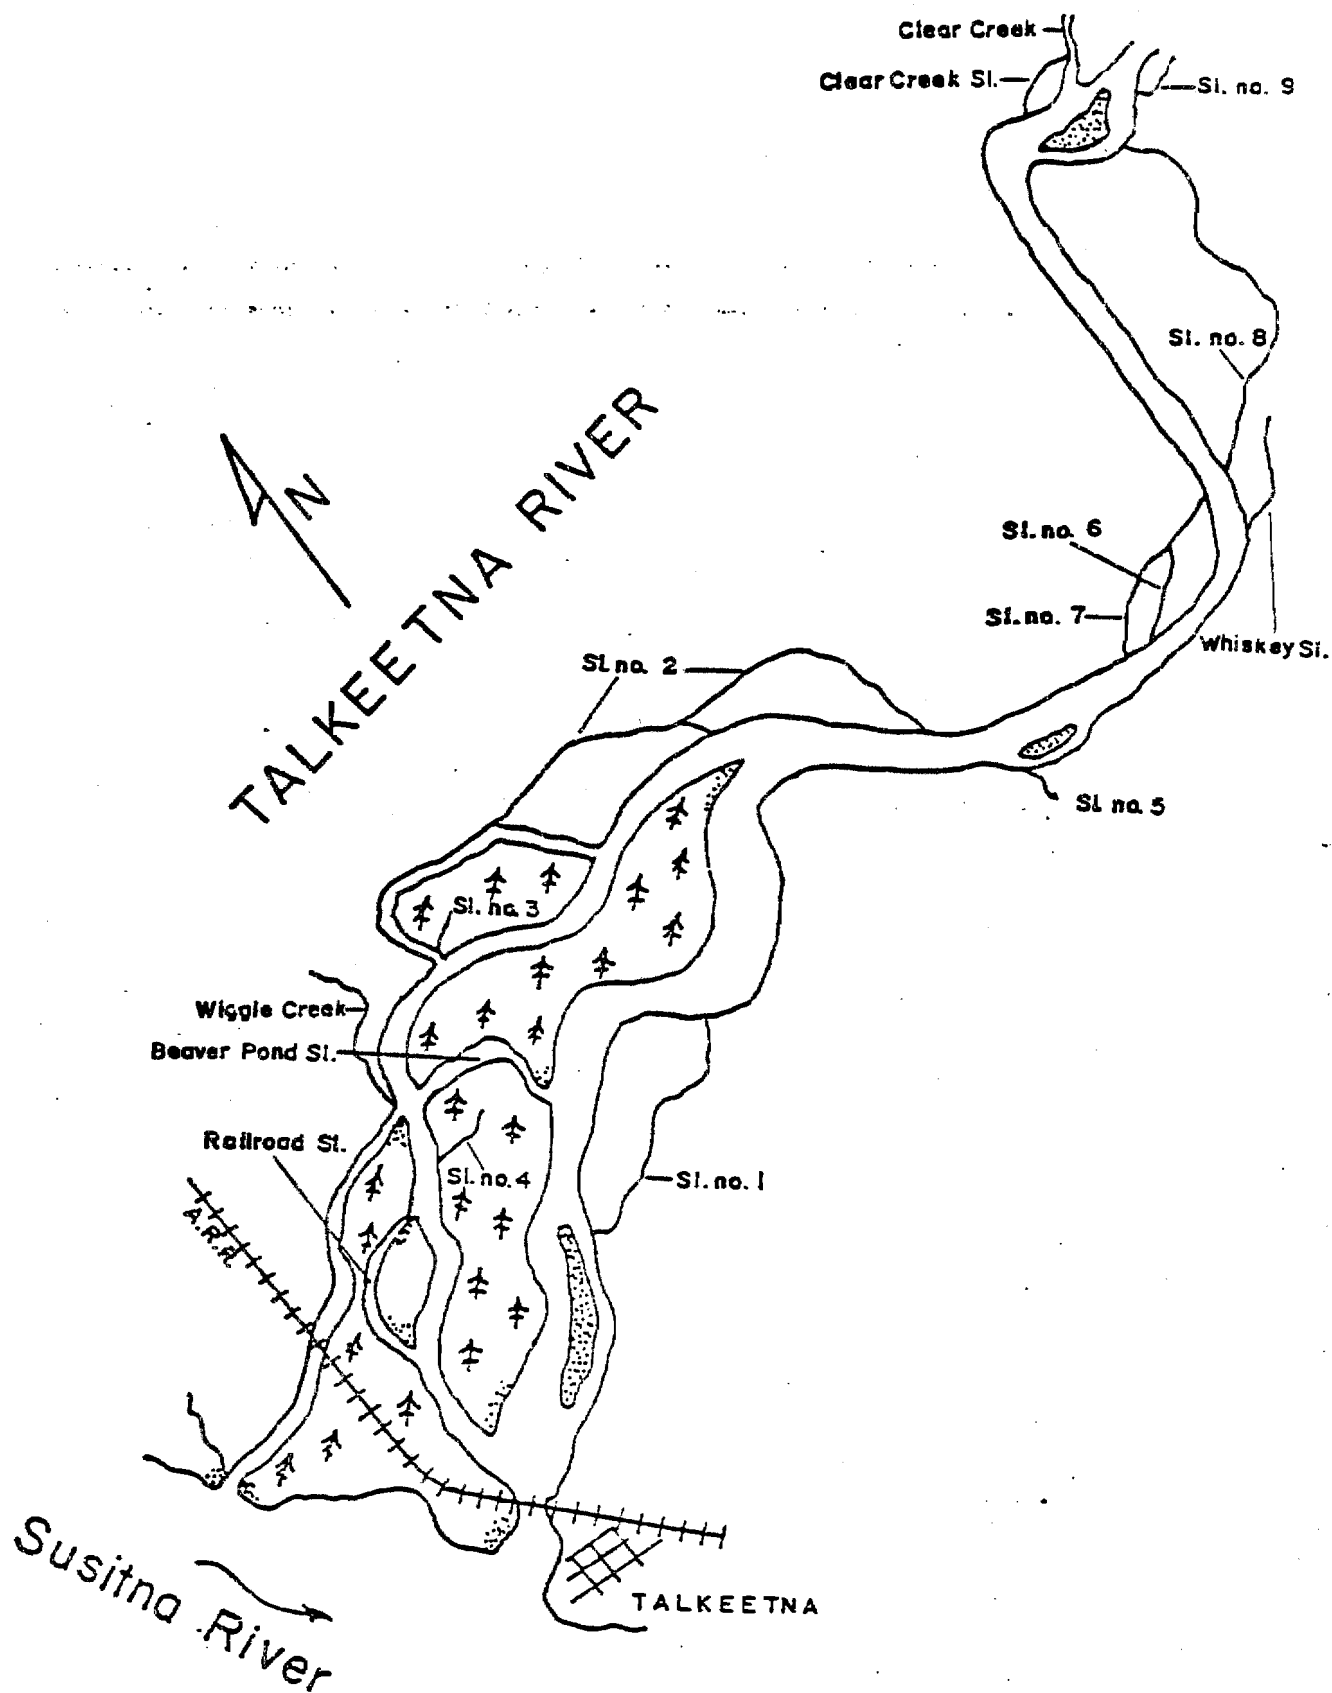 Clear Creek
Clear Creek Sl.
Sl. no. 9
Sl. no. 8
N
TALKEETNA RIVER
Sl. no. 6
Sl. no. 7
Whiskey Sl.
Sl. no. 2
Sl. no. 5
Sl. no. 3
Wiggle Creek
Beaver Pond Sl.
Railroad Sl.
Sl. no. 4
Sl. no. 1
A.R.R.
Susitna River
TALKEETNA